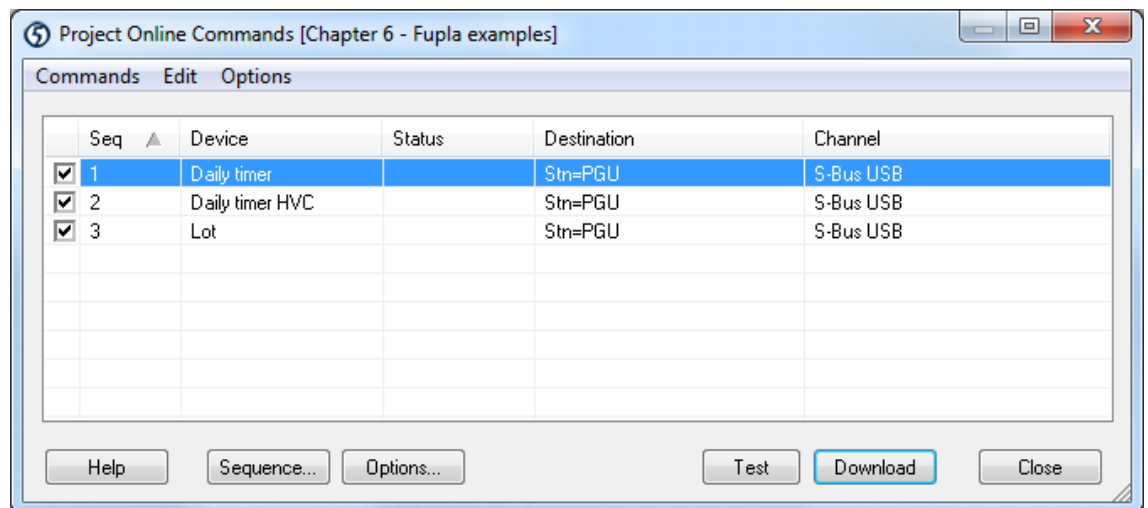 Project Online Commands [Chapter 6 - Fupla examples]
Commands Edit Options
Seq Device Status Destination Channel
1 Daily timer Stn=PGU S-Bus USB
2 Daily timer HVC Stn=PGU S-Bus USB
3 Lot Stn=PGU S-Bus USB
Help Sequence... Options... Test Download Close